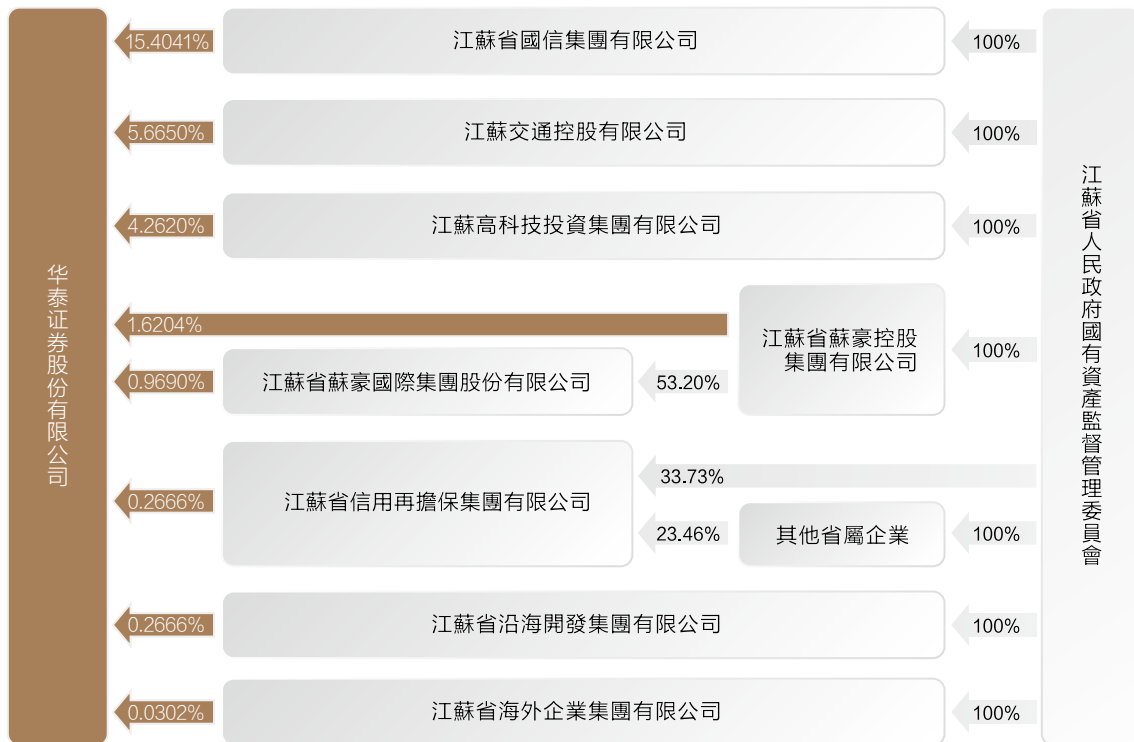 15.4041%
江蘇省國信集團有限公司
100%
5.6650%
江蘇交通控股有限公司
100%
4.2620%
江蘇高科技投資集團有限公司
100%
华泰证券股份有限公司
江蘇省人民政府國有資產監督管理委員會
1.6204%
江蘇省蘇豪控股
集團有限公司
100%
0.9690%
江蘇省蘇豪國際集團股份有限公司
53.20%
33.73%
0.2666%
江蘇省信用再擔保集團有限公司
23.46%
其他省屬企業
100%
0.2666%
江蘇省沿海開發集團有限公司
100%
0.0302%
江蘇省海外企業集團有限公司
100%